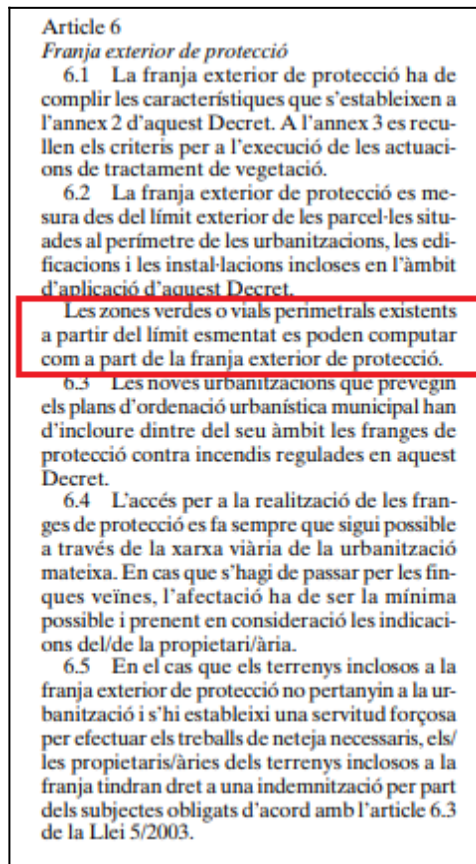 Article 6
Franja exterior de protecció
6.1 La franja exterior de protecció ha de
complir les característiques que s'estableixen a
l'annex 2 d'aquest Decret. A l'annex 3 es recu-
llen els criteris per a l'execució de les actuaci-
ons de tractament de vegetació.
6.2 La franja exterior de protecció es me-
sura des del límit exterior de les parcel·les situ-
ades al perímetre de les urbanitzacions, les edi-
ficacions i les instal·lacions incloses en l'àmbit
d'aplicació d'aquest Decret.
Les zones verdes o vials perimetrals existents
a partir del límit esmentat es poden computar
com a part de la franja exterior de protecció.
6.3 Les noves urbanitzacions que prevegin
els plans d'ordenació urbanística municipal han
d'incloure dintre del seu àmbit les franges de
protecció contra incendis regulades en aquest
Decret.
6.4 L'accés per a la realització de les fran-
ges de protecció es fa sempre que sigui possible
a través de la xarxa viària de la urbanització
mateixa. En cas que s'hagi de passar per les fin-
ques veïnes, l'afectació ha de ser la mínima
possible i prenent en consideració les indicaci-
ons del/de la propietari/ària.
6.5 En el cas que els terrenys inclosos a la
franja exterior de protecció no pertanyin a la ur-
banització i s'hi estableixi una servitud forçosa
per efectuar els treballs de neteja necessaris, els/
les propietaris/àries dels terrenys inclosos a la
franja tindran dret a una indemnització per part
dels subjectes obligats d'acord amb l'article 6.3
de la Llei 5/2003.